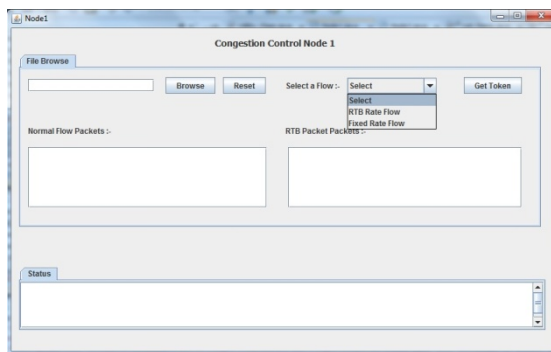 Node1
Congestion Control Node 1
File Browse
Browse Reset Select a Flow :- Select Get Token
Select
RTB Rate Flow
Fixed Rate Flow
Normal Flow Packets :- RTB Packet Packets :-
Status